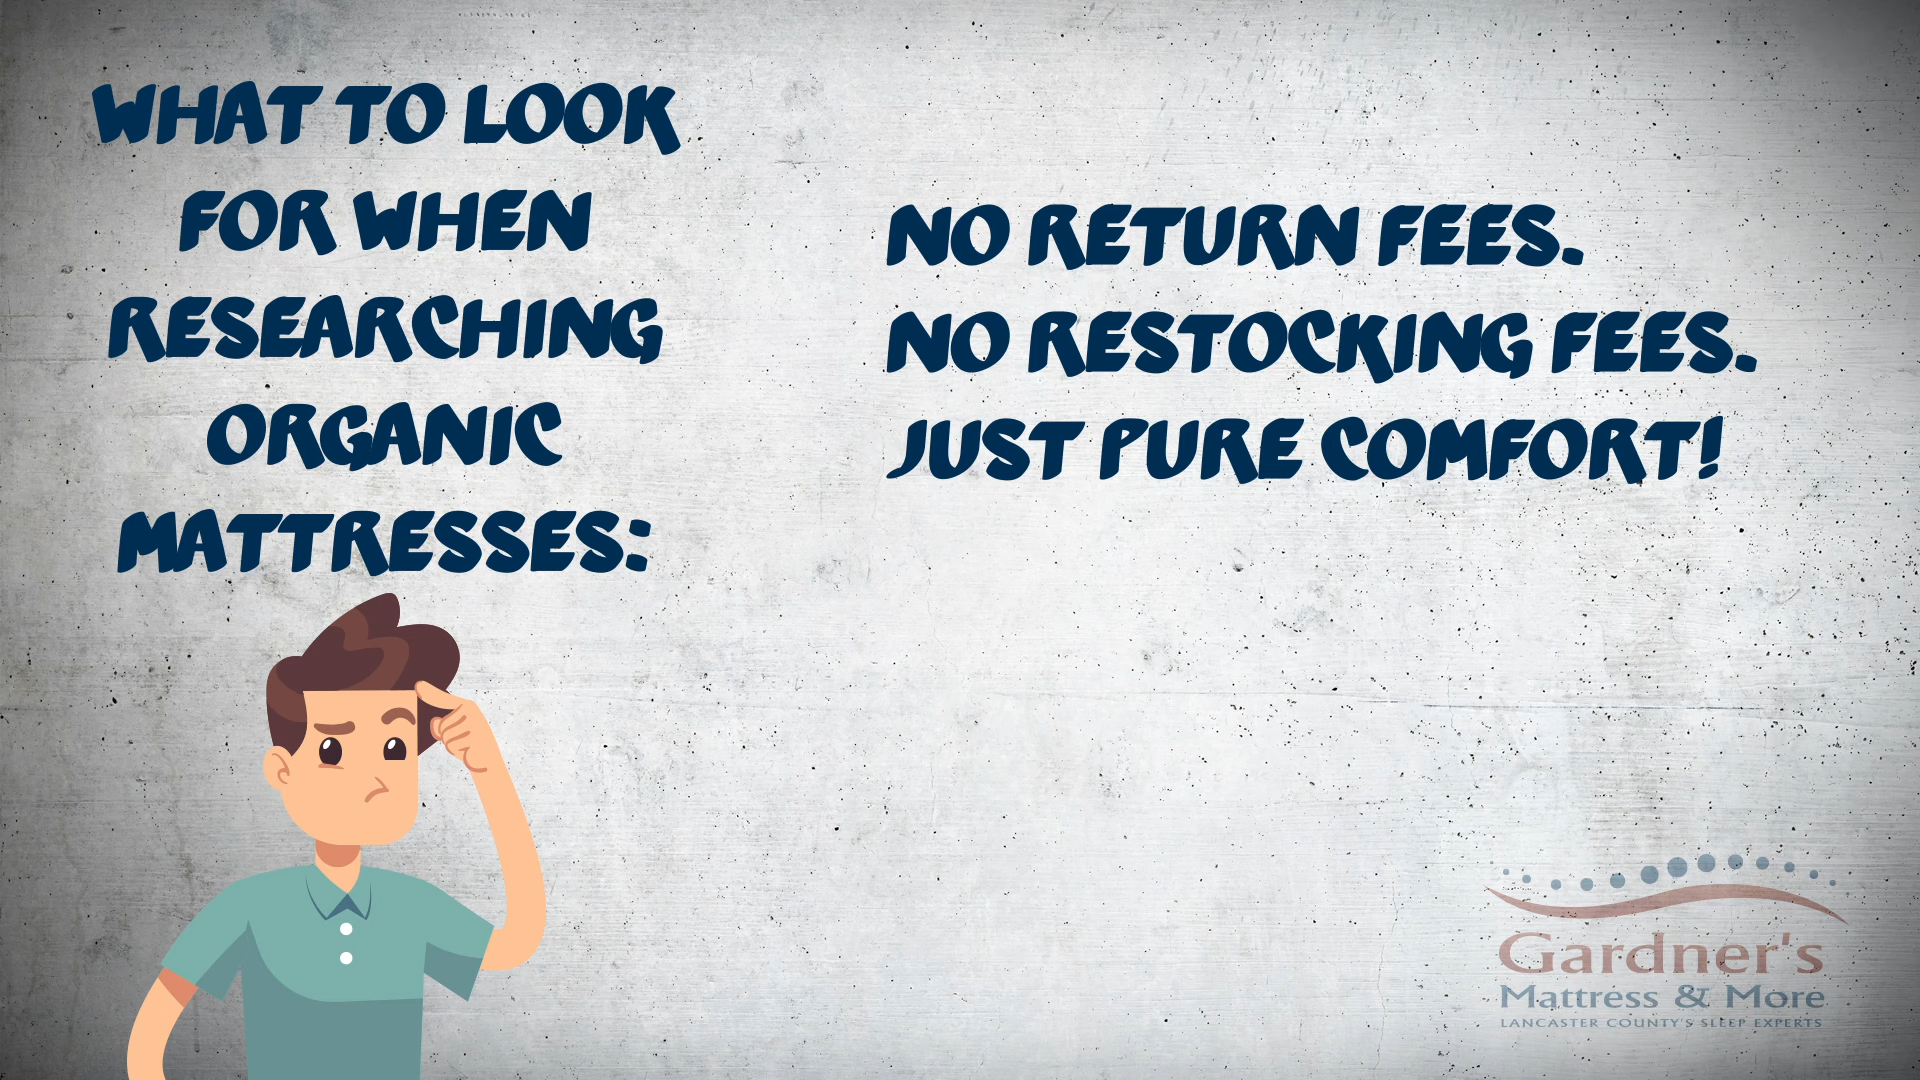 WHAT TO LOOK
FOR WHEN
RESEARCHING
ORGANIC
MATTRESSES:
NO RETURN FEES.
NO RESTOCKING FEES.
JUST PURE COMFORT!
Gardner's
Mattress & More
LANCASTER COUNTY'S SLEEP EXPERTS